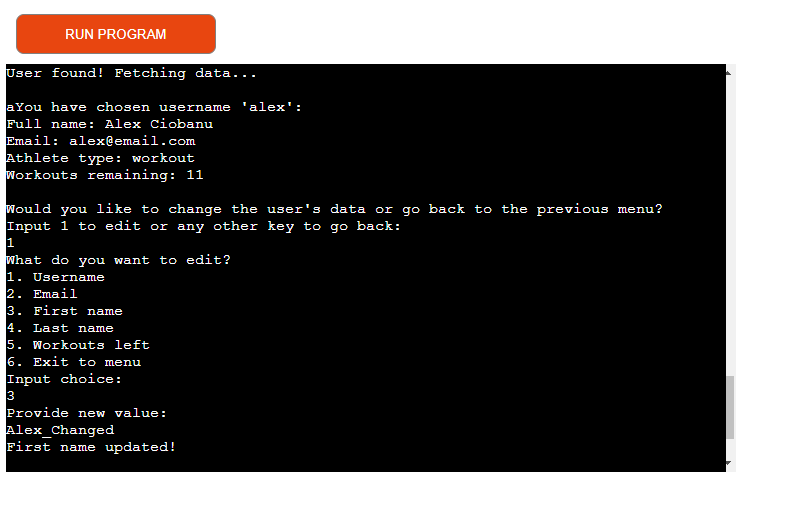 RUN PROGRAM
User found! Fetching data...
aYou have chosen username 'alex':
Full name: Alex Ciobanu
Email: alex@email.com
Athlete type: workout
Workouts remaining: 11
Would you like to change the user's data or go back to the previous menu?
Input 1 to edit or any other key to go back:
1
What do you want to edit?
1. Username
2. Email
3. First name
4. Last name
5. Workouts left
6. Exit to menu
Input choice:
3
Provide new value:
Alex_Changed
First name updated!